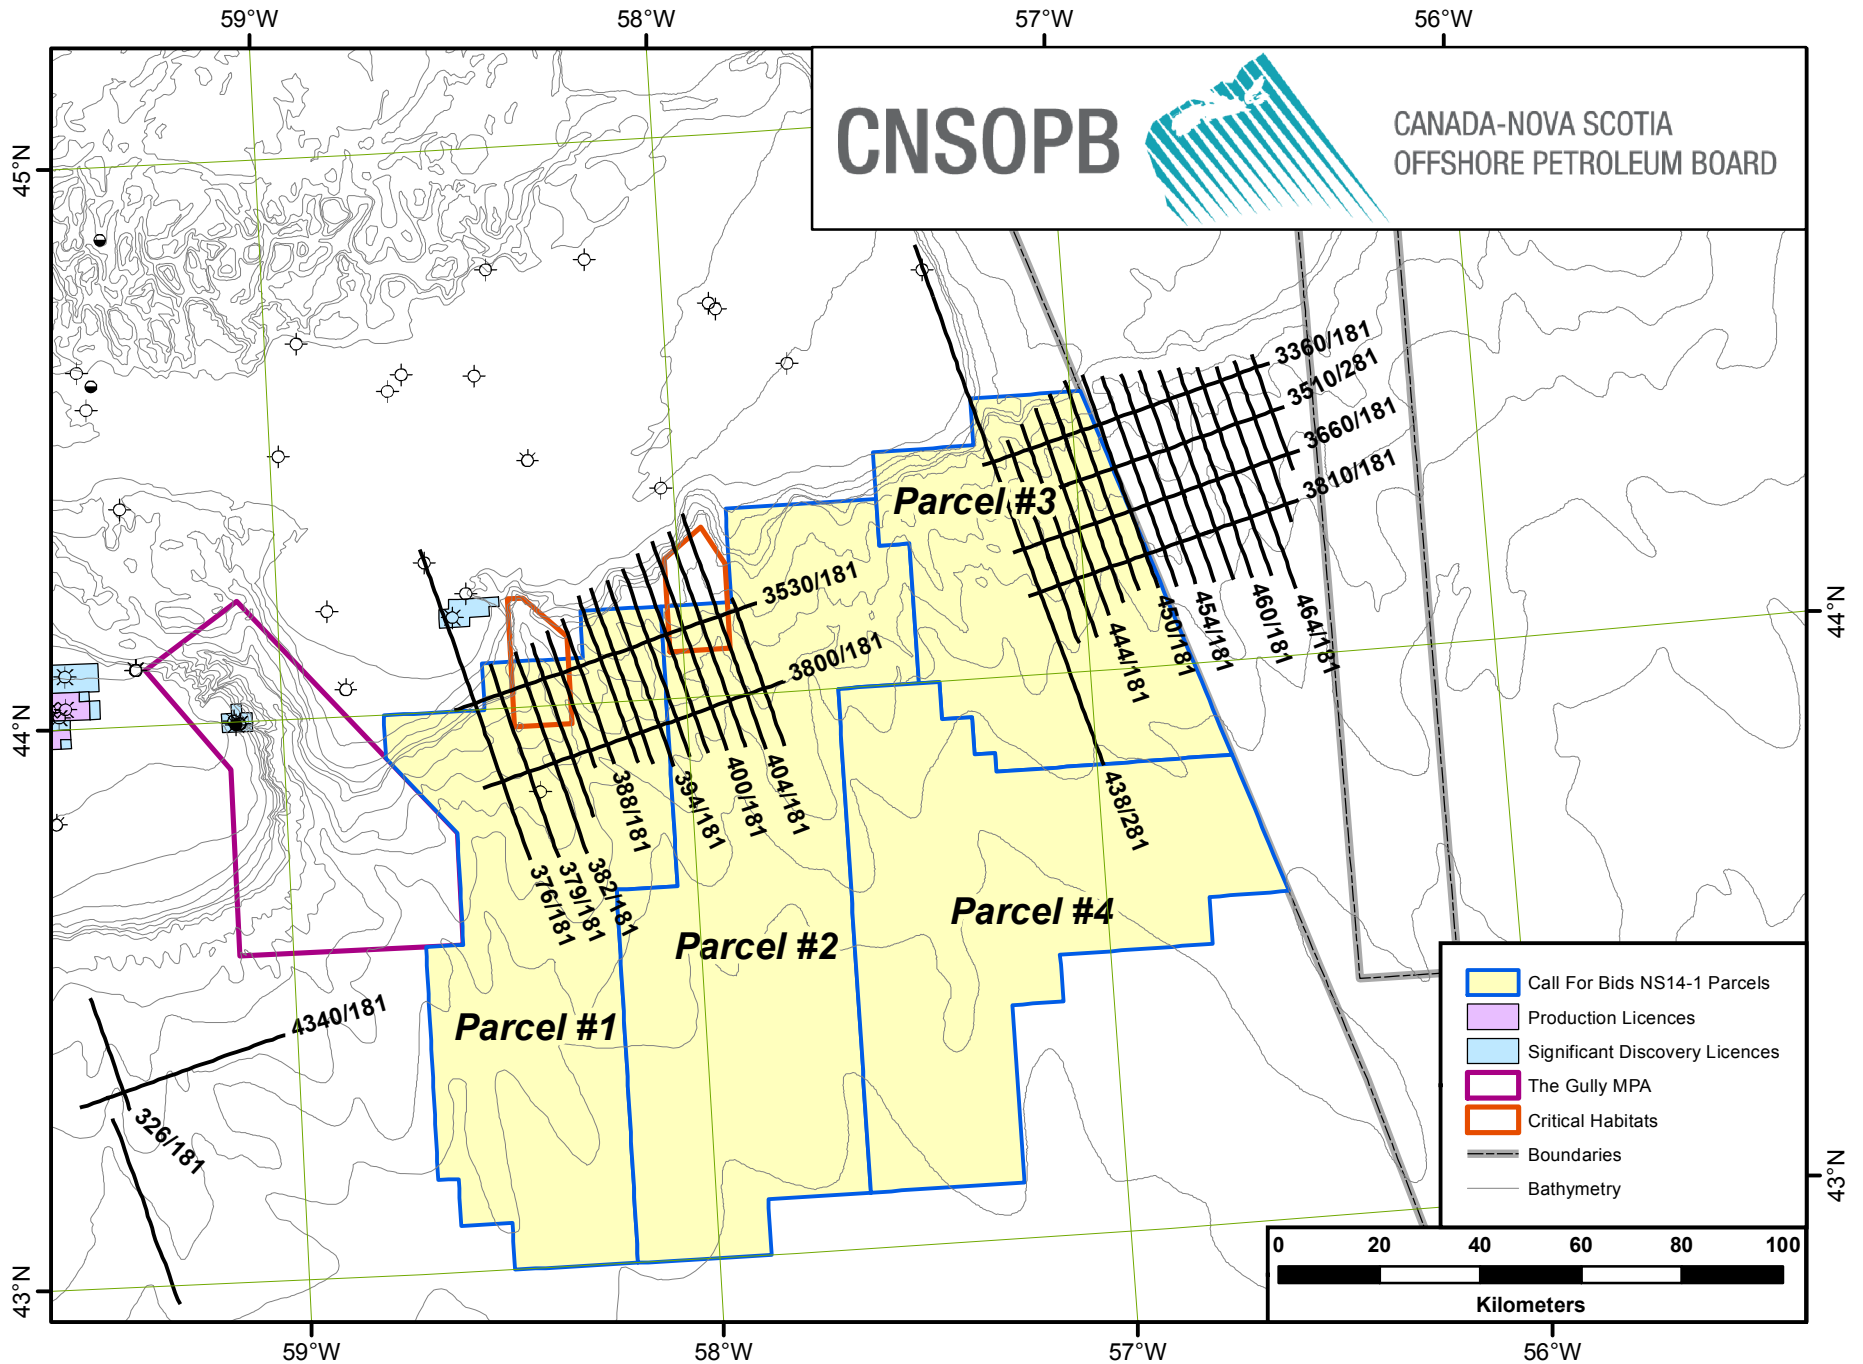 59°W
58°W
57°W
56°W
CNSOPB
CANADA-NOVA SCOTIA
OFFSHORE PETROLEUM BOARD
45°N
3360/181
3510/281
3660/181
3810/181
Parcel #3
3530/181
3800/181
450/181
454/181
460/181
464/181
444/181
44°N
44°N
438/281
388/181
394/181
400/181
404/181
376/181
379/181
382/181
Parcel #4
Parcel #2
Parcel #1
4340/181
326/181
Call For Bids NS14-1 Parcels
Production Licences
Significant Discovery Licences
The Gully MPA
Critical Habitats
Boundaries
Bathymetry
43°N
43°N
0 20 40 60 80 100
Kilometers
59°W
58°W
57°W
56°W